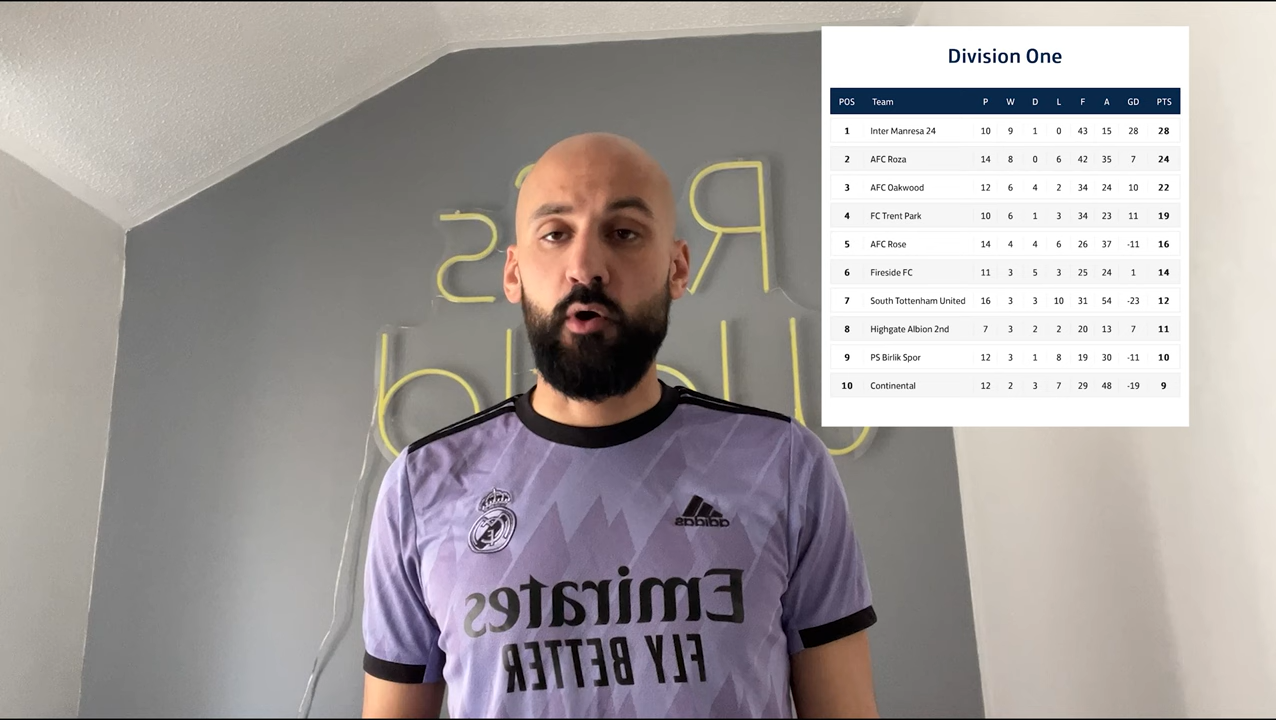 Division One
POS Team P W D L F A GD PTS
1 Inter Manresa 24 10 9 1 0 43 15 28 28
2 AFC Roza 14 8 0 6 42 35 7 24
3 AFC Oakwood 12 6 4 2 34 24 10 22
4 FC Trent Park 10 6 1 3 34 23 11 19
5 AFC Rose 14 4 4 6 26 37 -11 16
6 Fireside FC 11 3 5 3 25 24 1 14
7 South Tottenham United 16 3 3 10 31 54 -23 12
8 Highgate Albion 2nd 7 3 2 2 20 13 7 11
9 PS Birlik Spor 12 3 1 8 19 30 -11 10
10 Continental 12 2 3 7 29 48 -19 9
adidas
Emirates
FLY BETTER